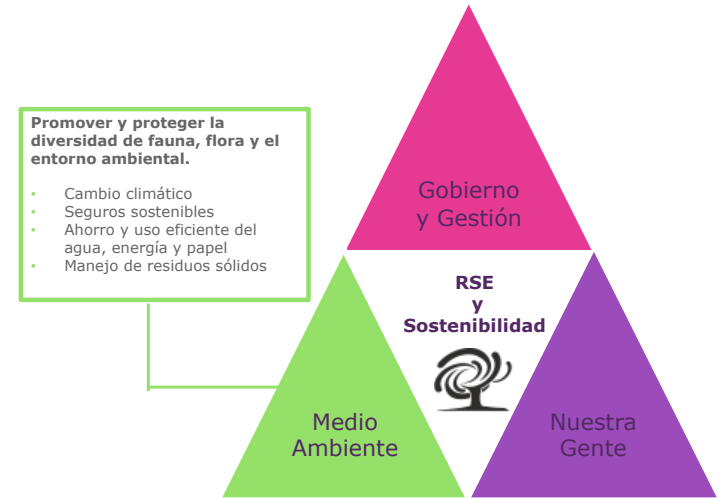 Promover y proteger la
diversidad de fauna, flora y el
entorno ambiental.
• Cambio climático
• Seguros sostenibles
• Ahorro y uso eficiente del
agua, energía y papel
• Manejo de residuos sólidos
Gobierno
y Gestión
RSE
y
Sostenibilidad
Medio
Ambiente
Nuestra
Gente